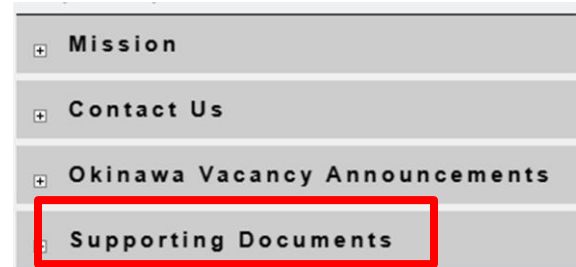 Mission
Contact Us
Okinawa Vacancy Announcements
Supporting Documents